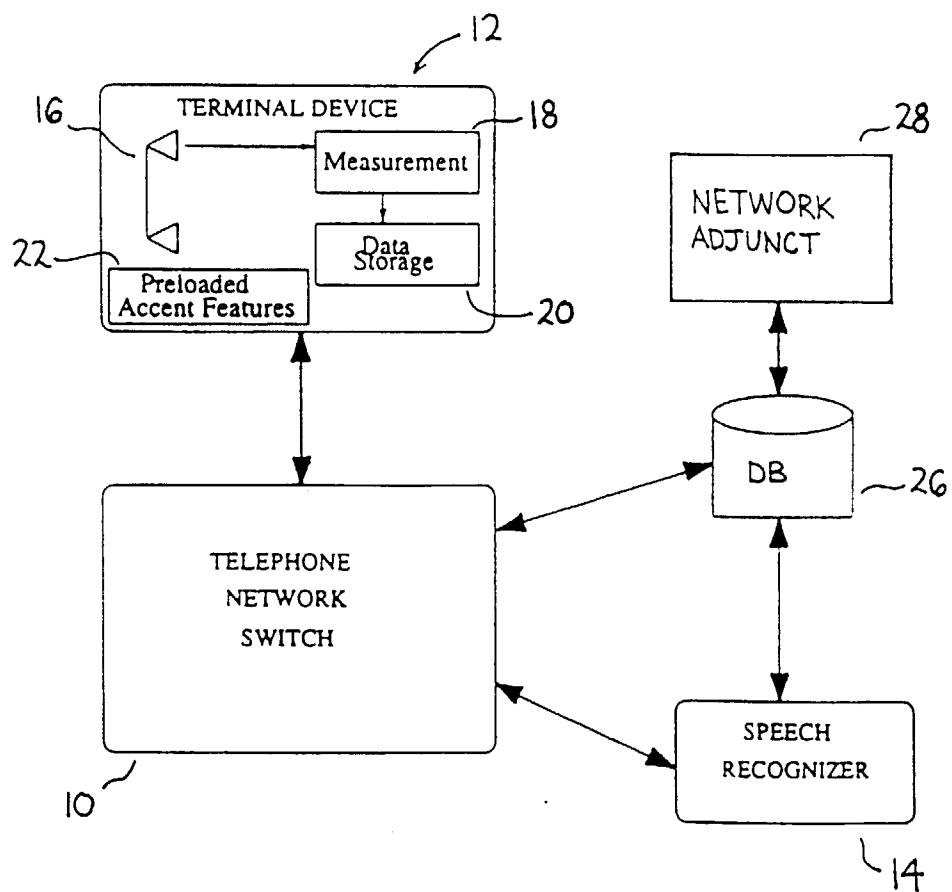 12
TERMINAL DEVICE
16
18
Measurement
28
NETWORK
ADJUNCT
Data
Storage
22
Preloaded
Accent Features
20
DB
26
TELEPHONE
NETWORK
SWITCH
SPEECH
RECOGNIZER
10
14